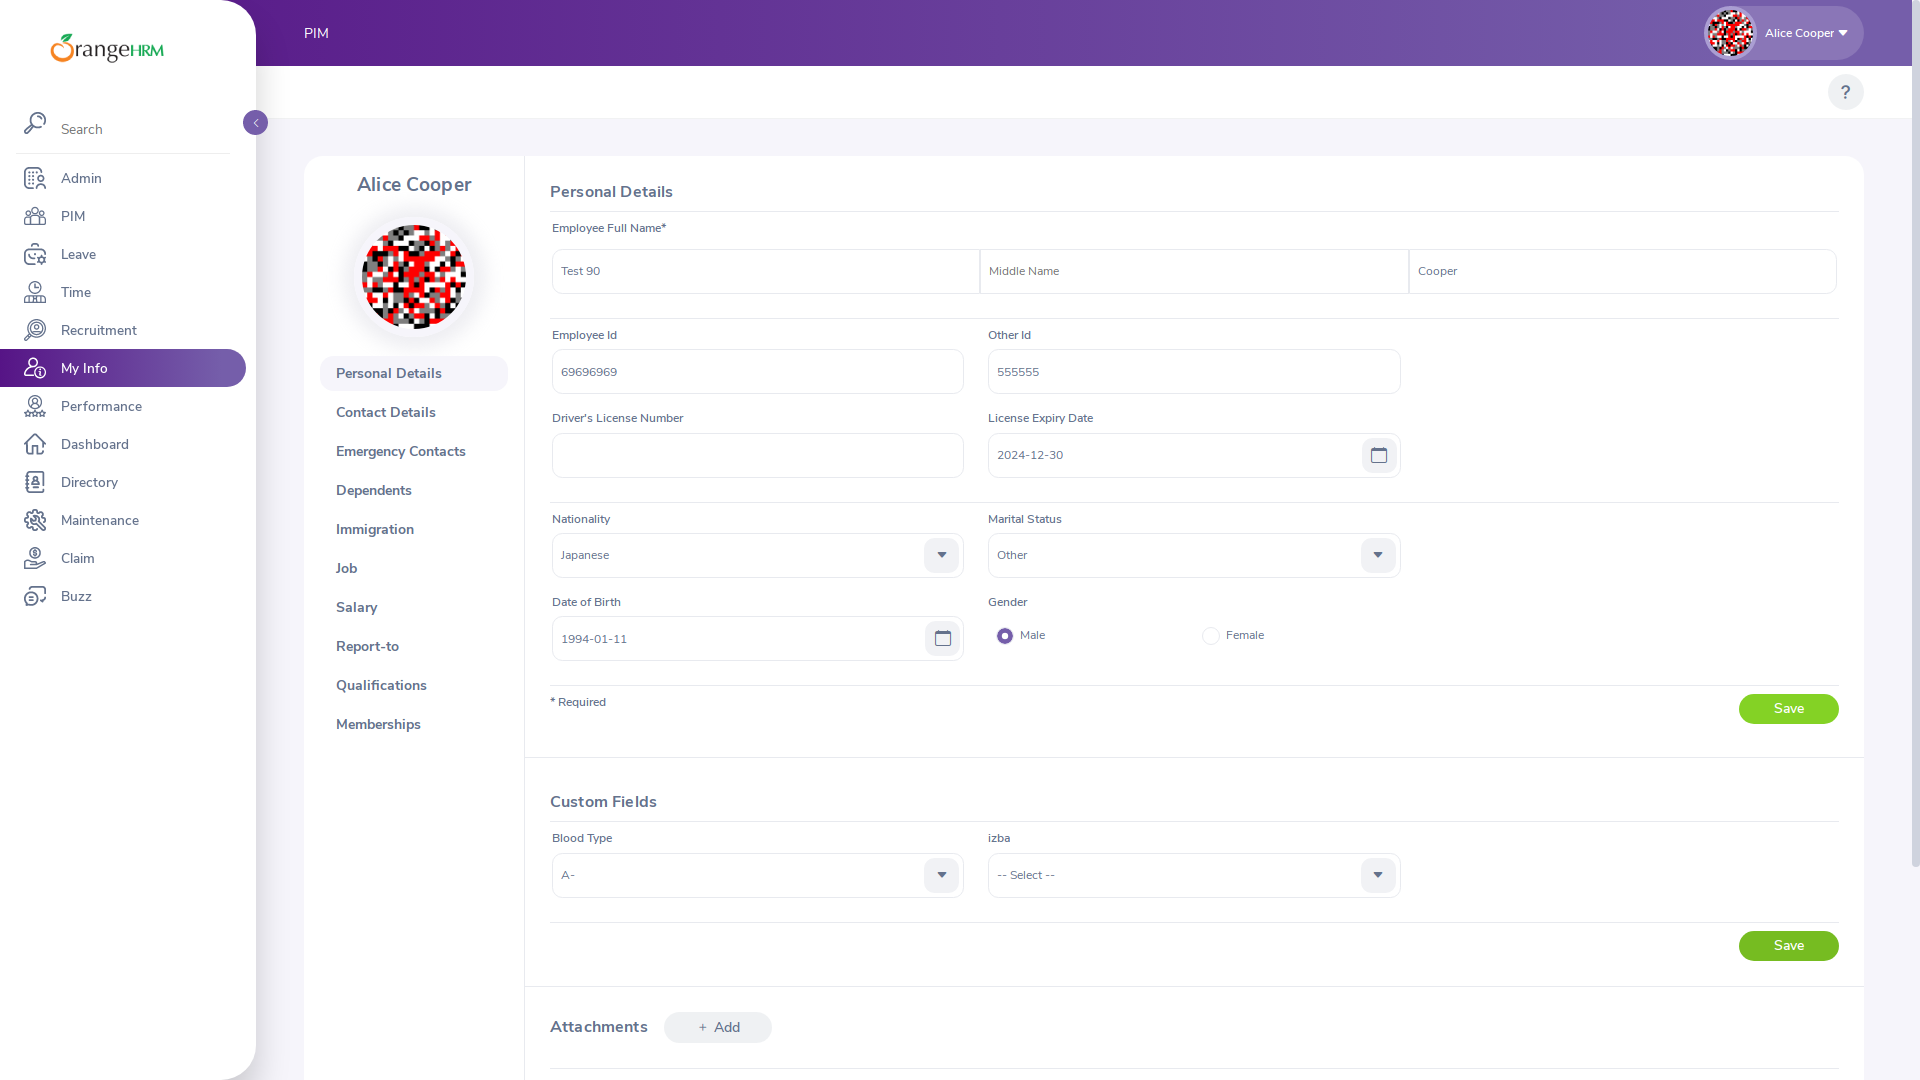 OrangeHRM
PIM
Alice Cooper
?
Search
Admin
PIM
Leave
Time
Recruitment
My Info
Performance
Dashboard
Directory
Maintenance
Claim
Buzz
Alice Cooper
Personal Details
Contact Details
Emergency Contacts
Dependents
Immigration
Job
Salary
Report-to
Qualifications
Memberships
Personal Details
Employee Full Name*
Test 90 Middle Name Cooper
Employee Id Other Id
69696969 555555
Driver's License Number License Expiry Date
2024-12-30
Nationality Marital Status
Japanese Other
Date of Birth Gender
1994-01-11 Male Female
* Required Save
Custom Fields
Blood Type izba
A- -- Select --
Save
Attachments + Add